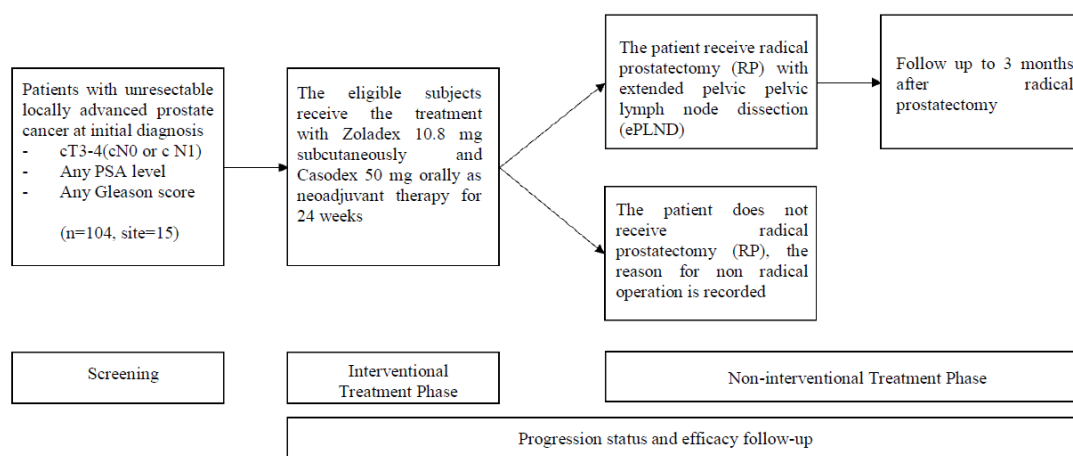 Patients with unresectable
locally advanced prostate
cancer at initial diagnosis
- cT3-4(cN0 or c N1)
- Any PSA level
- Any Gleason score
(n=104, site=15)
The eligible subjects
receive the treatment
with Zoladex 10.8 mg
subcutaneously and
Casodex 50 mg orally as
neoadjuvant therapy for
24 weeks
The patient receive radical
prostatectomy (RP) with
extended pelvic pelvic
lymph node dissection
(ePLND)
Follow up to 3 months
after radical
prostatectomy
The patient does not
receive radical
prostatectomy (RP), the
reason for non radical
operation is recorded
Screening
Interventional
Treatment Phase
Non-interventional Treatment Phase
Progression status and efficacy follow-up